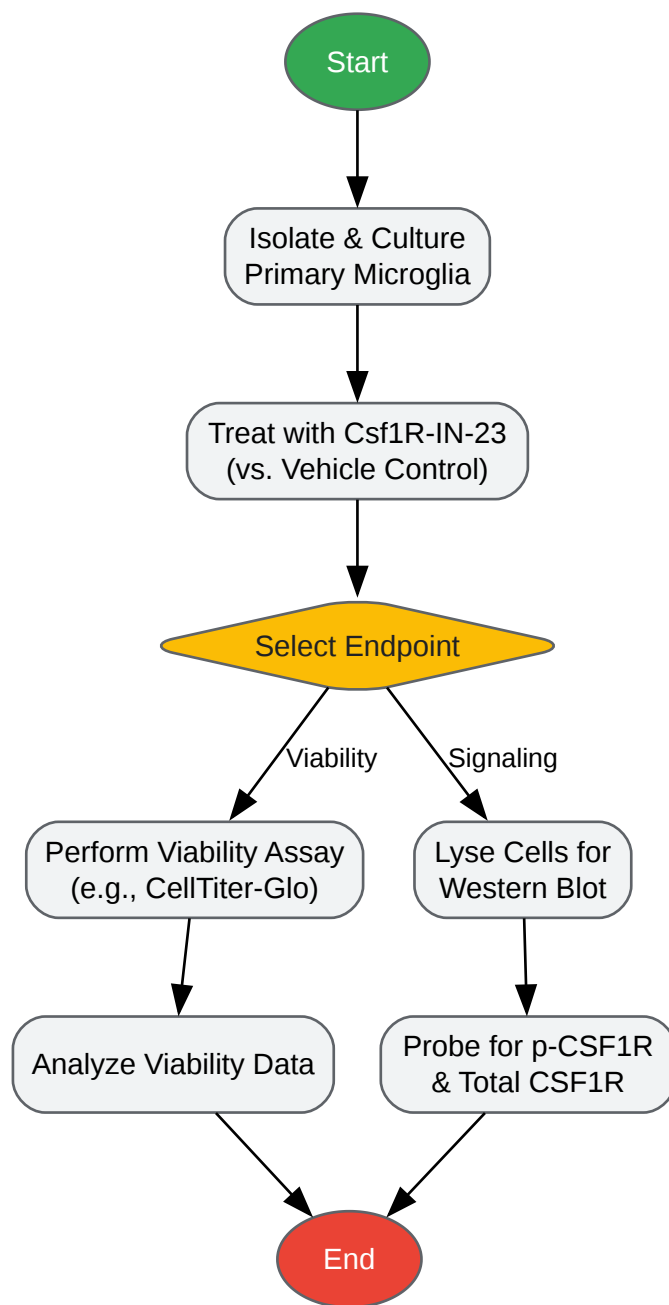 Start
Isolate & Culture
Primary Microglia
Treat with Csf1R-IN-23
(vs. Vehicle Control)
Select Endpoint
Viability
Signaling
Perform Viability Assay
(e.g., CellTiter-Glo)
Lyse Cells for
Western Blot
Analyze Viability Data
Probe for p-CSF1R
& Total CSF1R
End